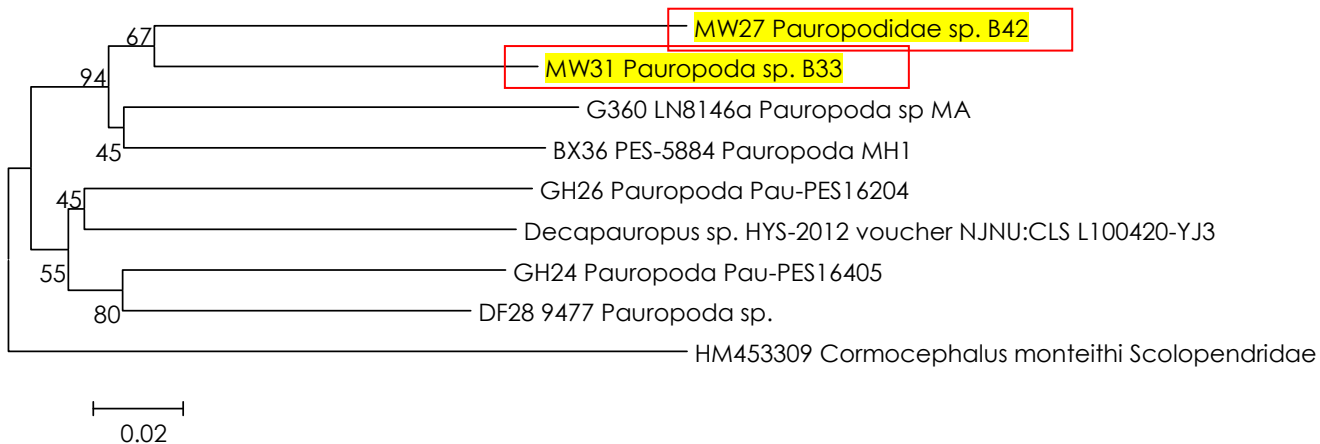 67
MW27 Pauropodidae sp. B42
MW31 Pauropoda sp. B33
94
G360 LN8146a Pauropoda sp MA
45
BX36 PES-5884 Pauropoda MH1
45
GH26 Pauropoda Pau-PES16204
Decapauropus sp. HYS-2012 voucher NJNU:CLS L100420-YJ3
55
GH24 Pauropoda Pau-PES16405
80
DF28 9477 Pauropoda sp.
HM453309 Cormocephalus monteithi Scolopendridae
0.02